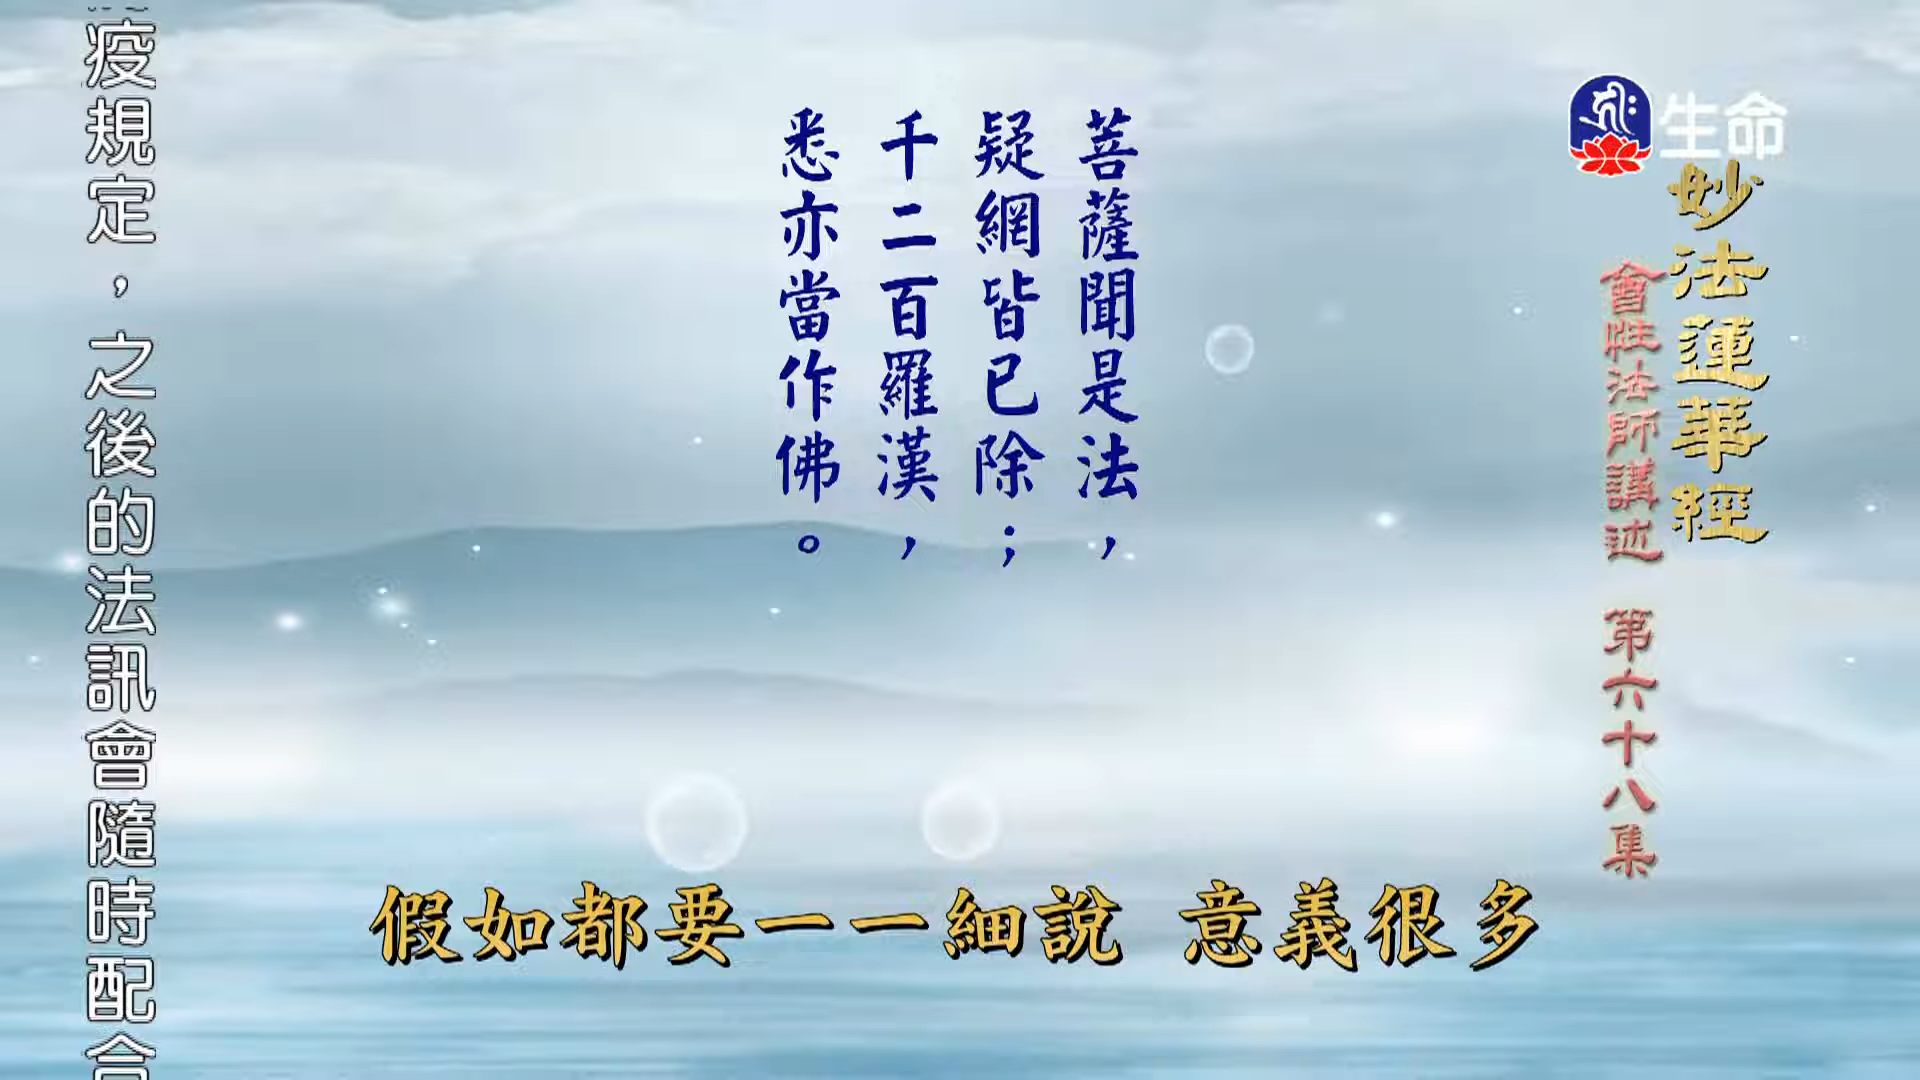 生命
妙法蓮華經
會性法師講述 第六十八集
菩薩聞是法，
疑網皆已除；
千二百羅漢，
悉亦當作佛。
疫規定，之後的法訊會隨時配合
假如都要一一細說 意義很多